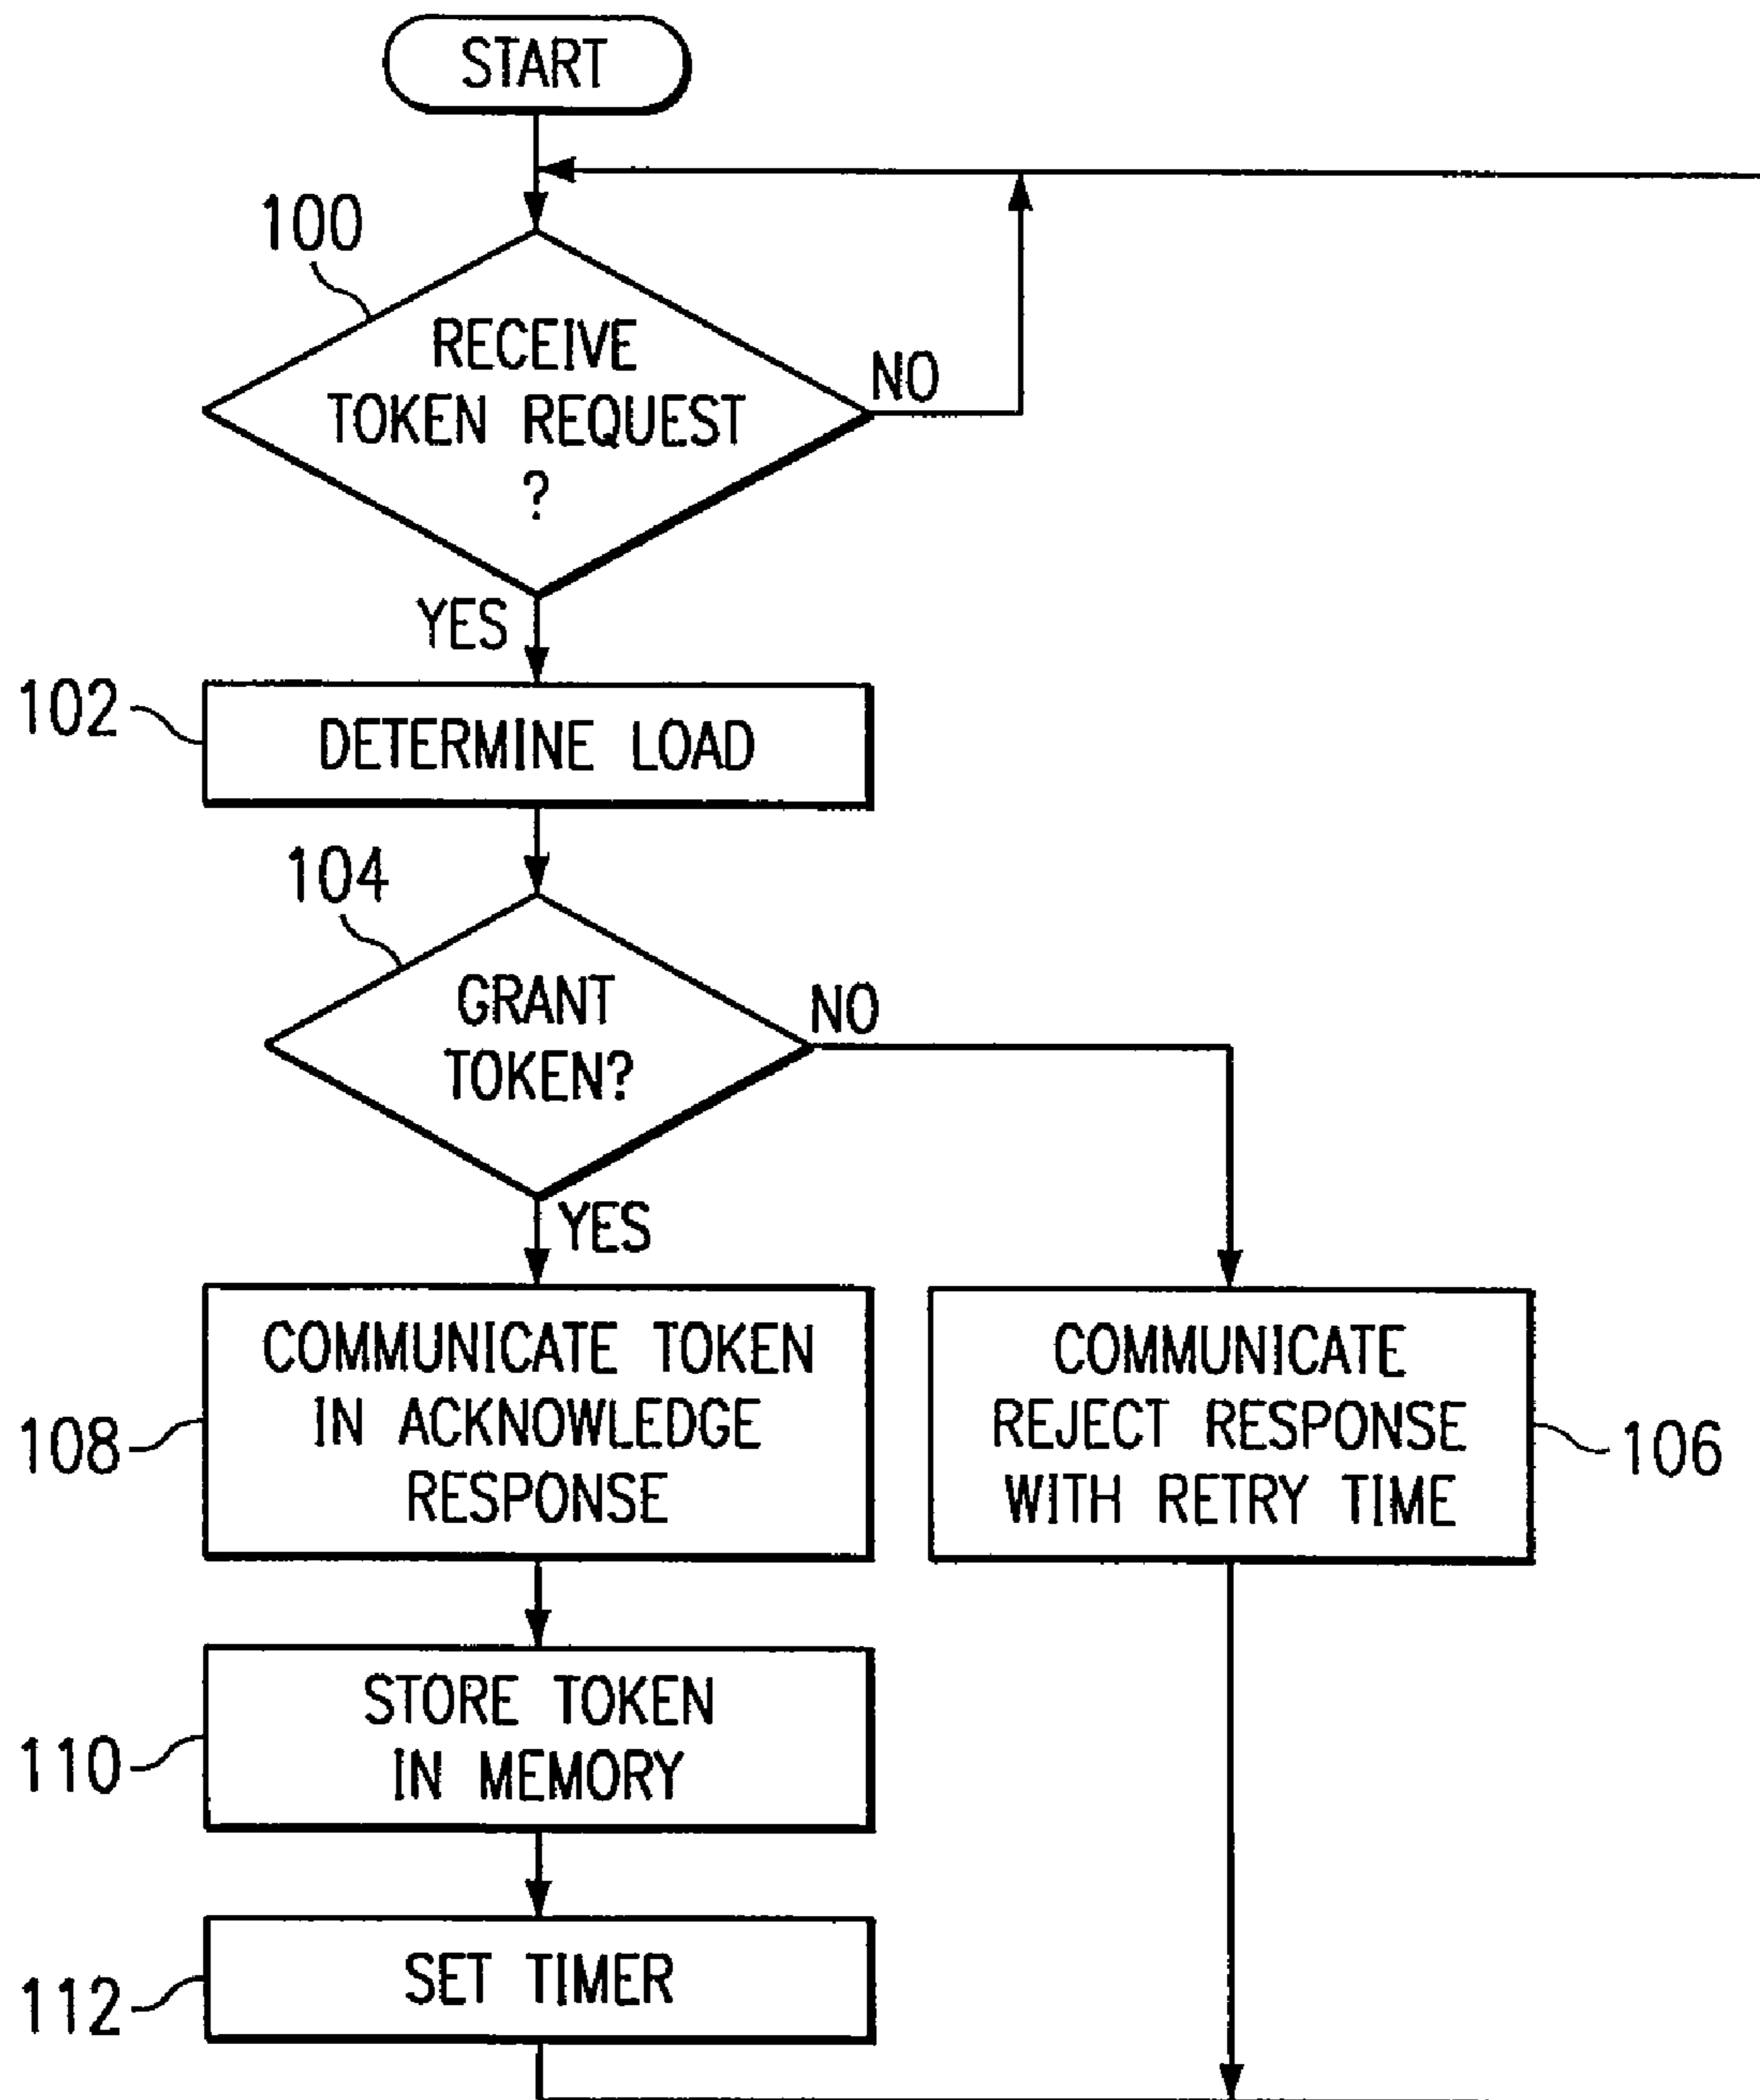 START
100
RECEIVE
TOKEN REQUEST
?
NO
YES
102
DETERMINE LOAD
104
GRANT
TOKEN?
NO
YES
108
COMMUNICATE TOKEN
IN ACKNOWLEDGE
RESPONSE
COMMUNICATE
REJECT RESPONSE
WITH RETRY TIME
106
110
STORE TOKEN
IN MEMORY
112
SET TIMER